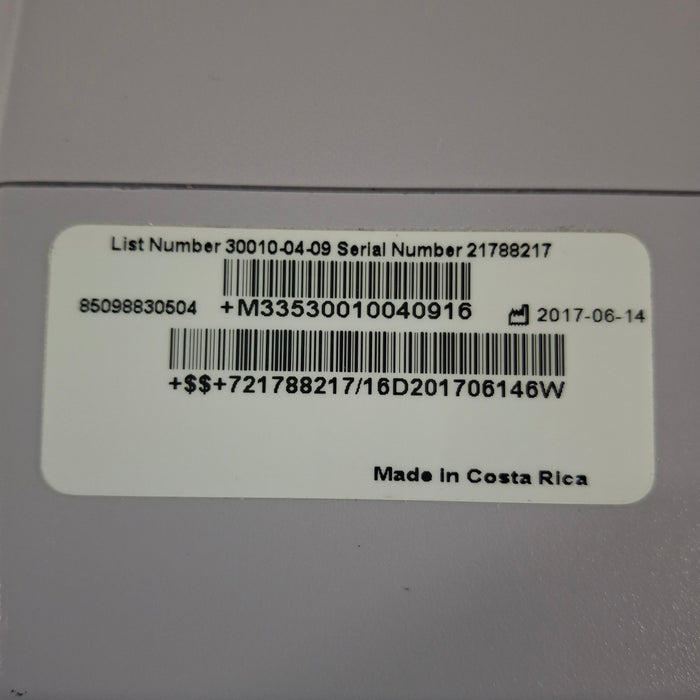 List Number 30010-04-09 Serial Number 21788217
85098830504 +M33530010040916 2017-06-14
+$$+721788217/16D201706146W
Made in Costa Rica